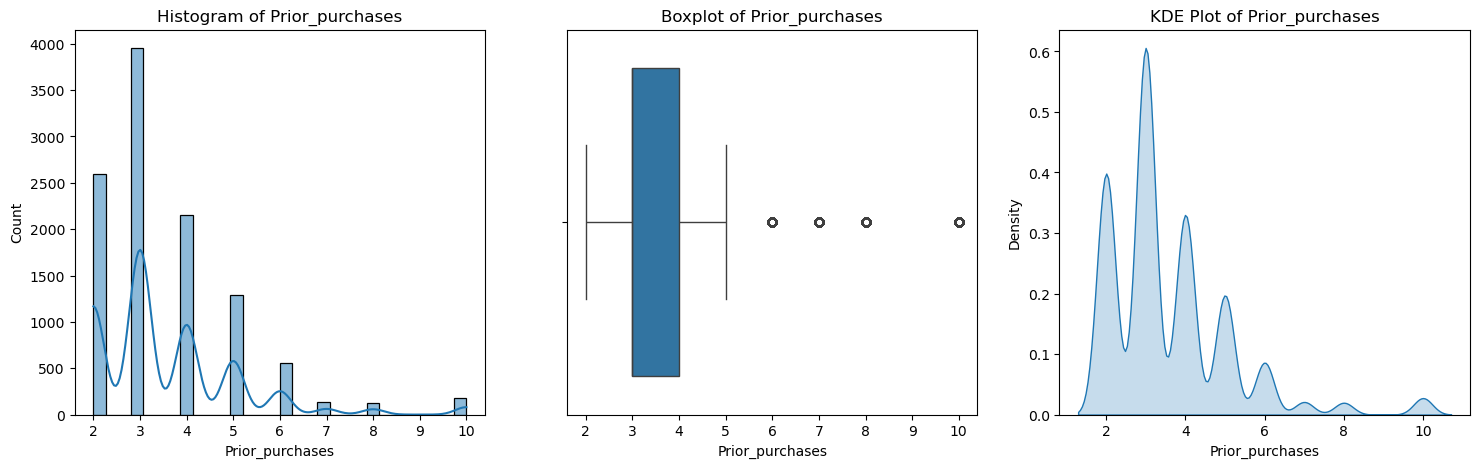 Histogram of Prior_purchases
4000
3500
3000
2500
2000
1500
1000
500
0
Count
2 3 4 5 6 7 8 9 10
Prior_purchases
Boxplot of Prior_purchases
2 3 4 5 6 7 8 9 10
Prior_purchases
KDE Plot of Prior_purchases
0.6
0.5
0.4
0.3
0.2
0.1
0.0
Density
2 4 6 8 10
Prior_purchases